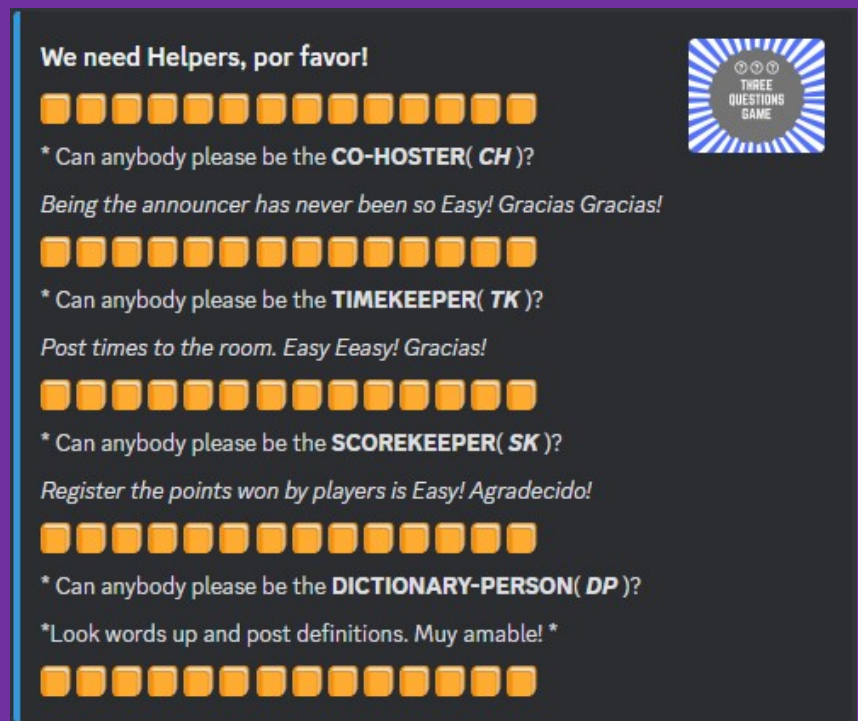 We need Helpers, por favor!
??? 
THREE
QUESTIONS
GAME
* Can anybody please be the CO-HOSTER( CH )?
Being the announcer has never been so Easy! Gracias Gracias!
* Can anybody please be the TIMEKEEPER( TK )?
Post times to the room. Easy Eeasy! Gracias!
* Can anybody please be the SCOREKEEPER( SK )?
Register the points won by players is Easy! Agradecido!
* Can anybody please be the DICTIONARY-PERSON( DP )?
*Look words up and post definitions. Muy amable! *